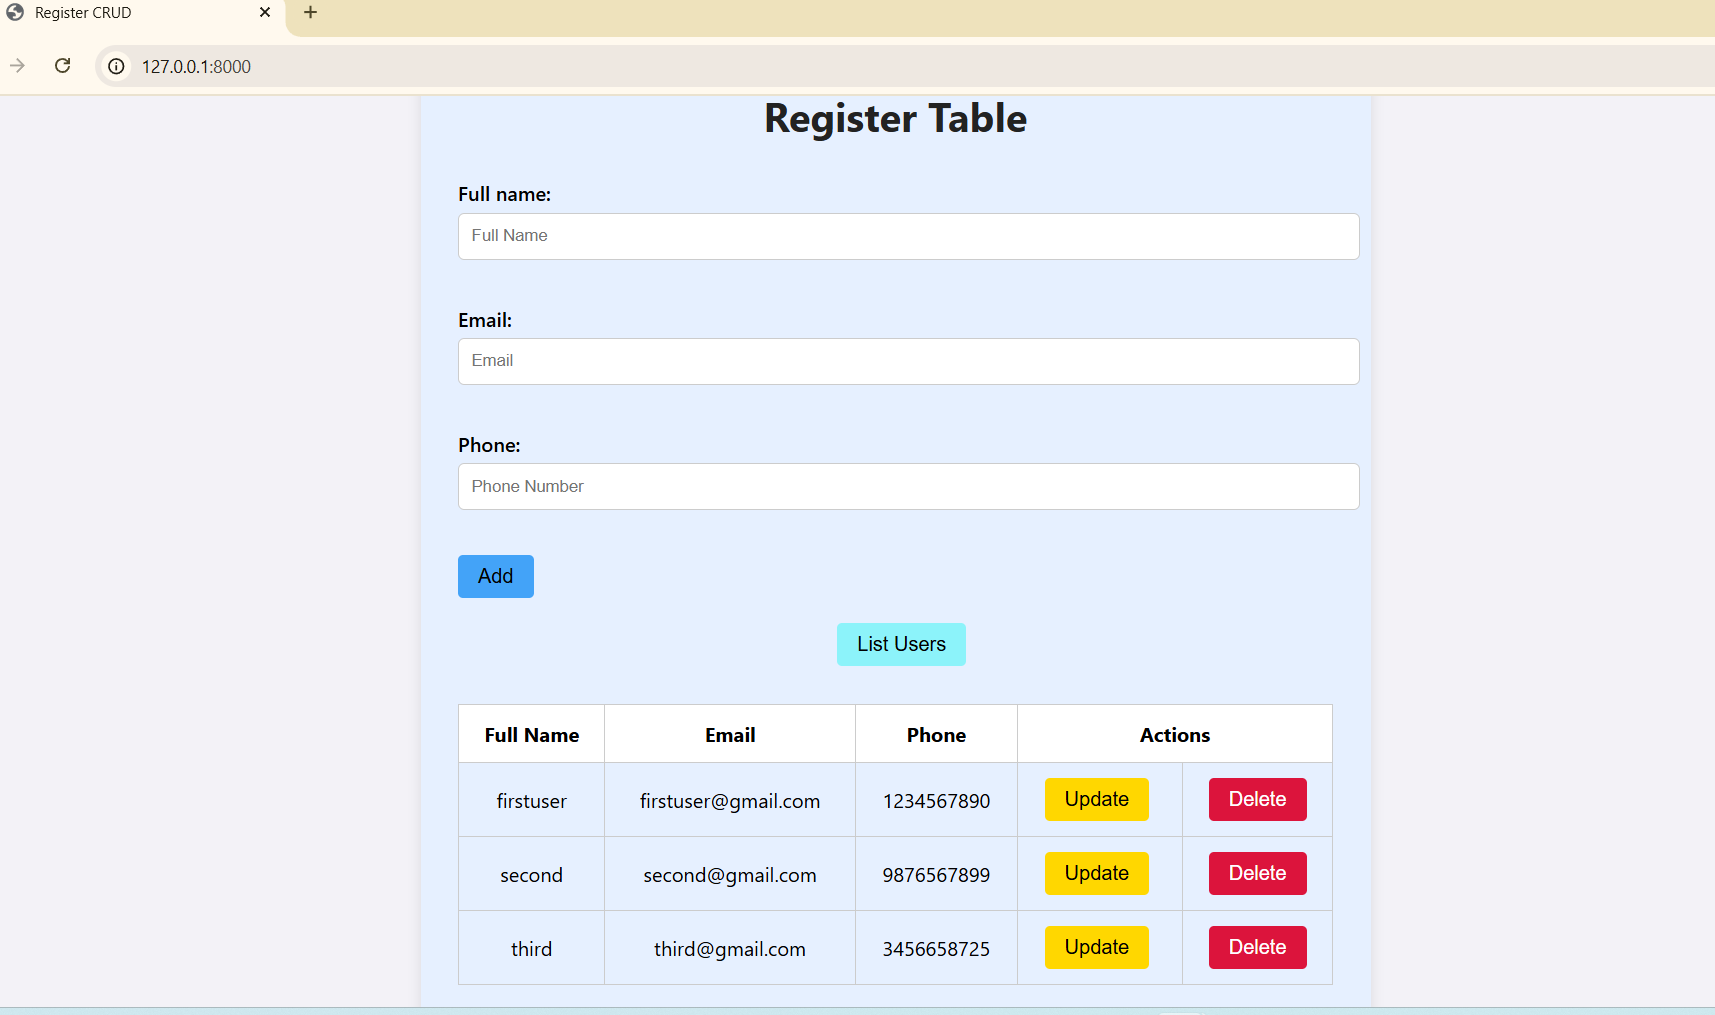 Register CRUD
127.0.0.1:8000
Register Table
Full name:
Full Name
Email:
Email
Phone:
Phone Number
Add
List Users
Full Name Email Phone Actions
firstuser firstuser@gmail.com 1234567890 Update Delete
second second@gmail.com 9876567899 Update Delete
third third@gmail.com 3456658725 Update Delete